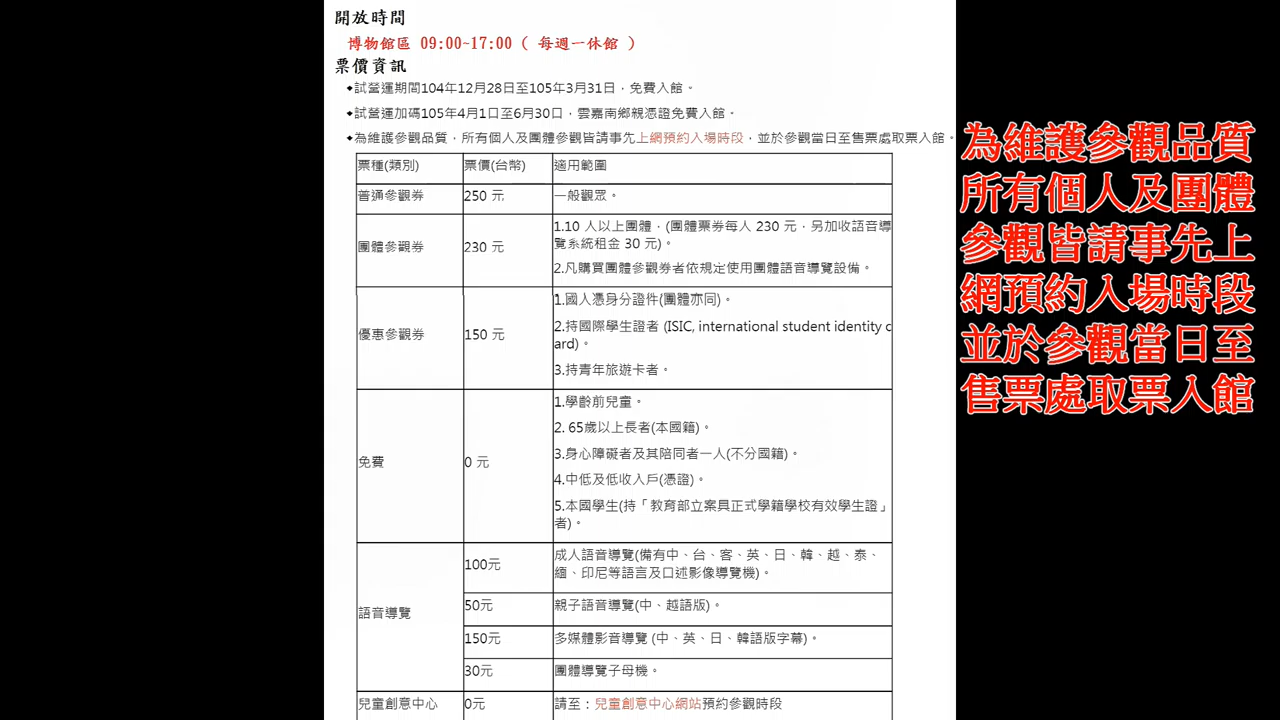 開放時間
博物館區 09:00~17:00 ( 每週一休館 )
票價資訊
◆試營運期間104年12月28日至105年3月31日，免費入館。
◆試營運加碼105年4月1日至6月30日，雲嘉南鄉親憑證免費入館。
◆為維護參觀品質，所有個人及團體參觀皆請事先上網預約入場時段，並於參觀當日至售票處取票入館。
票種(類別) 票價(台幣) 適用範圍
普通參觀券 250 元 一般觀眾。
團體參觀券 230 元
1.10 人以上團體，(團體票券每人 230 元，另加收語音導
覽系統租金 30 元)。
2.凡購買團體參觀券者依規定使用團體語音導覽設備。
優惠參觀券 150 元
1.國人憑身分證件(團體亦同)。
2.持國際學生證者 (ISIC, international student identity c
ard)。
3.持青年旅遊卡者。
免費 0 元
1.學齡前兒童。
2. 65歲以上長者(本國籍)。
3.身心障礙者及其陪同者一人(不分國籍)。
4.中低及低收入戶(憑證)。
5.本國學生(持「教育部立案具正式學籍學校有效學生證」
者)。
語音導覽
100元 成人語音導覽(備有中、台、客、英、日、韓、越、泰、
緬、印尼等語言及口述影像導覽機)。
50元 親子語音導覽(中、越語版)。
150元 多媒體影音導覽 (中、英、日、韓語版字幕)。
30元 團體導覽子母機。
兒童創意中心 0元 請至：兒童創意中心網站預約參觀時段
為維護參觀品質
所有個人及團體
參觀皆請事先上
網預約入場時段
並於參觀當日至
售票處取票入館